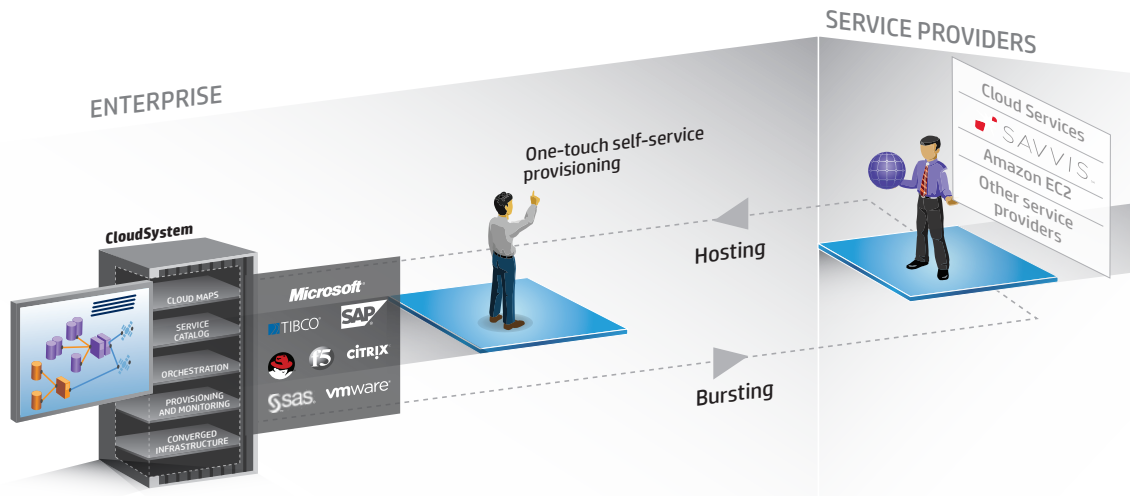 SERVICE PROVIDERS
ENTERPRISE
One-touch self-service
provisioning
Cloud Services
SAVVIS
Amazon EC2
Other service
providers
Hosting
Bursting
CloudSystem
CLOUD MAPS
SERVICE
CATALOG
ORCHESTRATION
PROVISIONING
AND MONITORING
CONVERGED
INFRASTRUCTURE
Microsoft®
TIBCO®
SAP®
f5
CITRIX®
sas.
vmware®